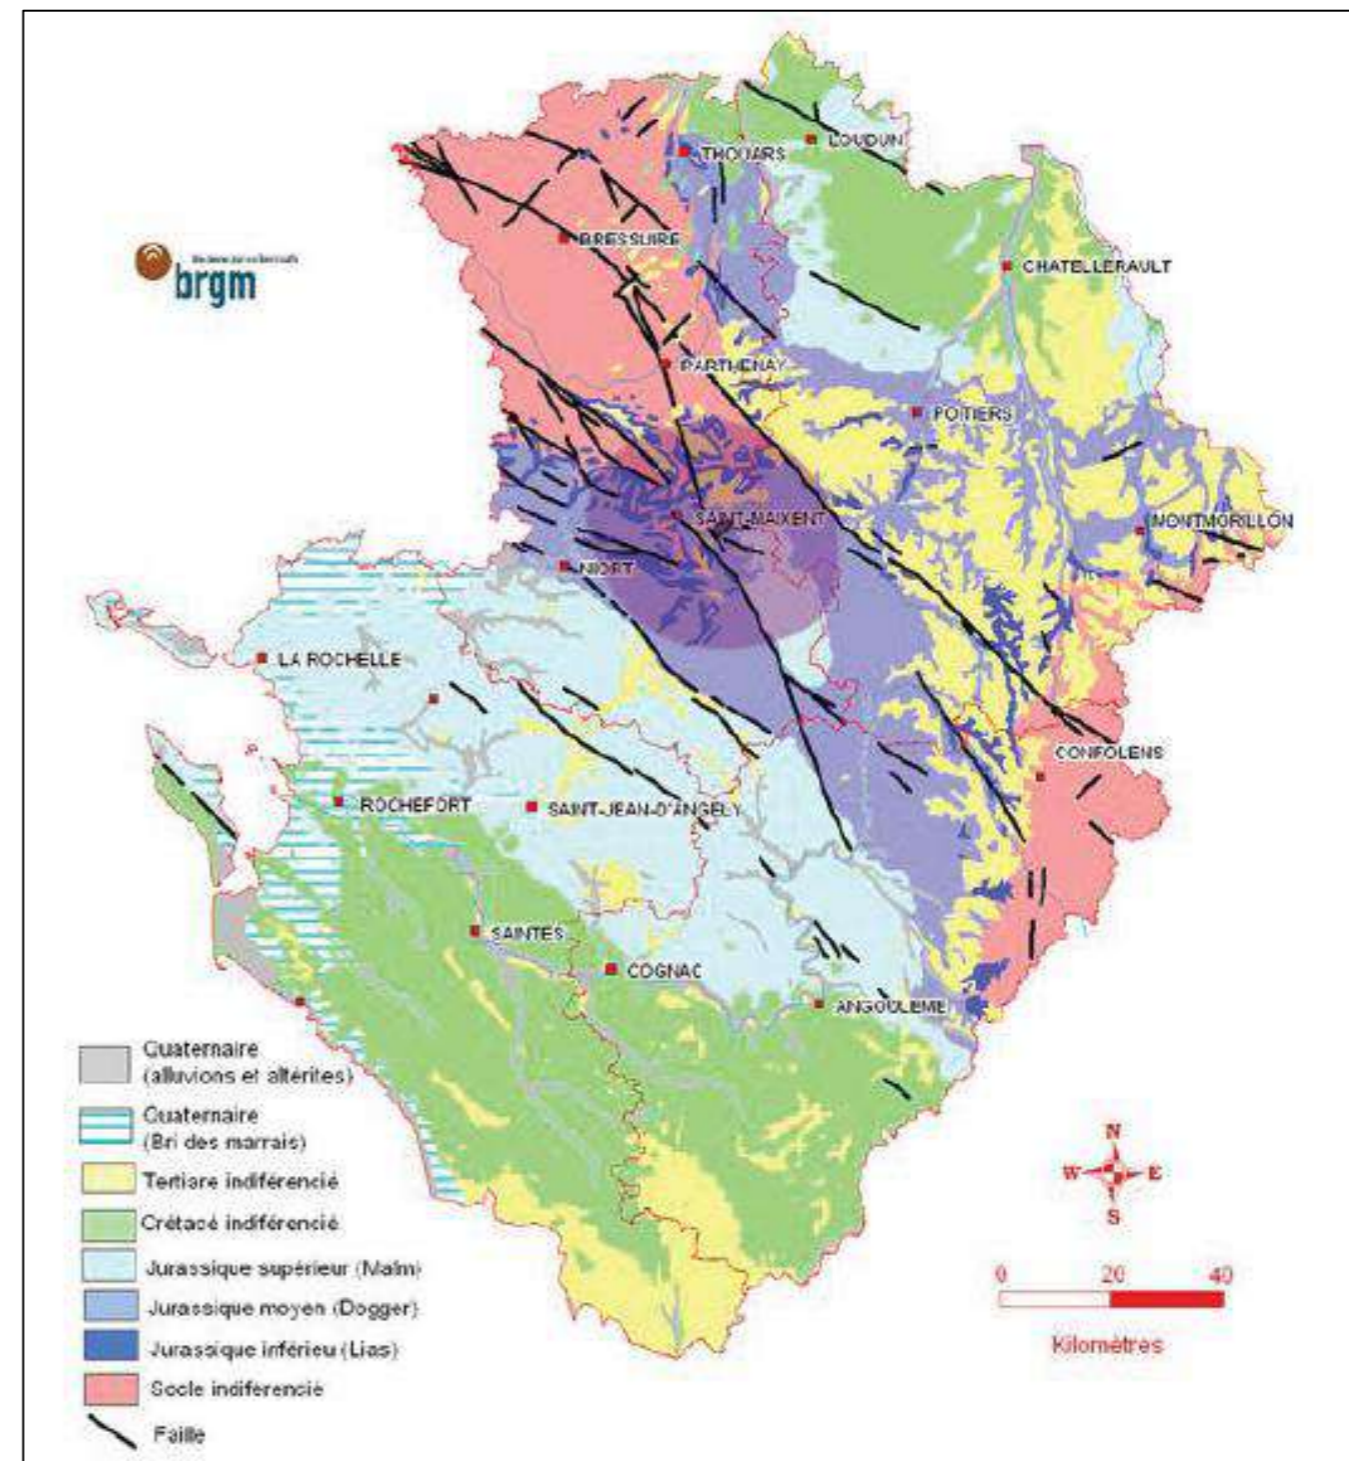 LOUDUN
THOUARS
BRESSUIRE
CHATELLERAULT
brgm
PARTHENAY
POITIERS
SAINT-MAIXENT
MONTMORILLON
NIORT
LA ROCHELLE
CONFOLENS
ROCHEFORT
SAINT-JEAN-D'ANGELY
SAINTES
COGNAC
ANGOULEME
Quaternaire
(alluvions et altérites)
Quaternaire
(Bri des marrais)
Tertiare indiférencié
Crétacé indiférencié
Jurassique supérieur (Malm)
Jurassique moyen (Dogger)
Jurassique inférieu (Lias)
Socle indiférencié
Faille
N
W E
S
0 20 40
Kilomètres